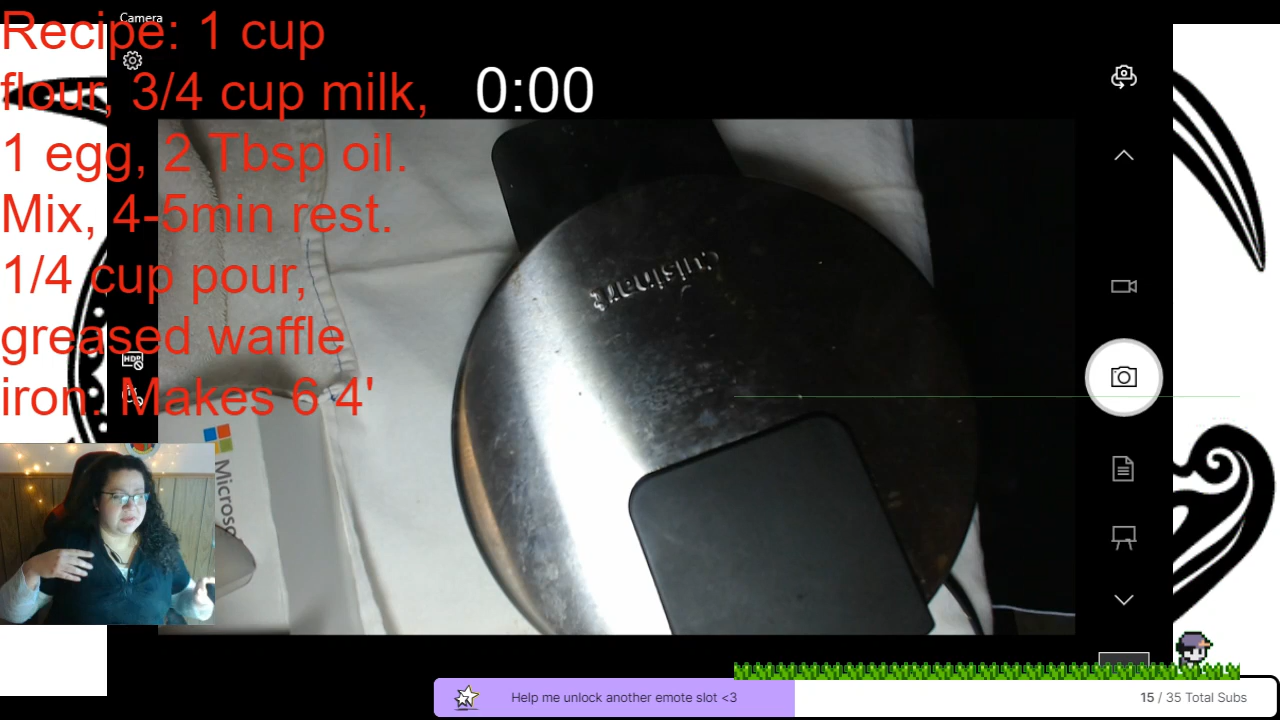 Camera
Recipe: 1 cup
flour, 3/4 cup milk,
1 egg, 2 Tbsp oil.
Mix, 4-5min rest.
1/4 cup pour,
greased waffle
iron. Makes 6 4'
0:00
Cuisinart
HDR
Microso
Help me unlock another emote slot <3
15 / 35 Total Subs